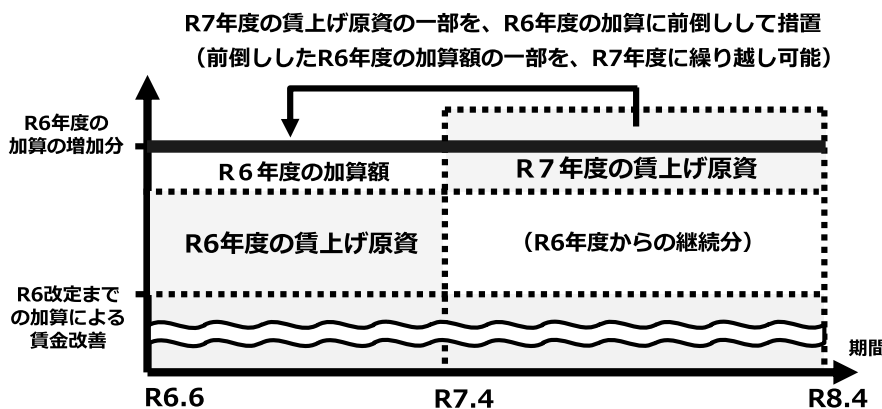 R7年度の賃上げ原資の一部を、R6年度の加算に前倒しして措置
（前倒ししたR6年度の加算額の一部を、R7年度に繰り越し可能）
R6年度の
加算の増加分
R６年度の加算額
R７年度の賃上げ原資
R6年度の賃上げ原資
（R6年度からの継続分）
R6改定まで
の加算による
賃金改善
期間
R6.6
R7.4
R8.4